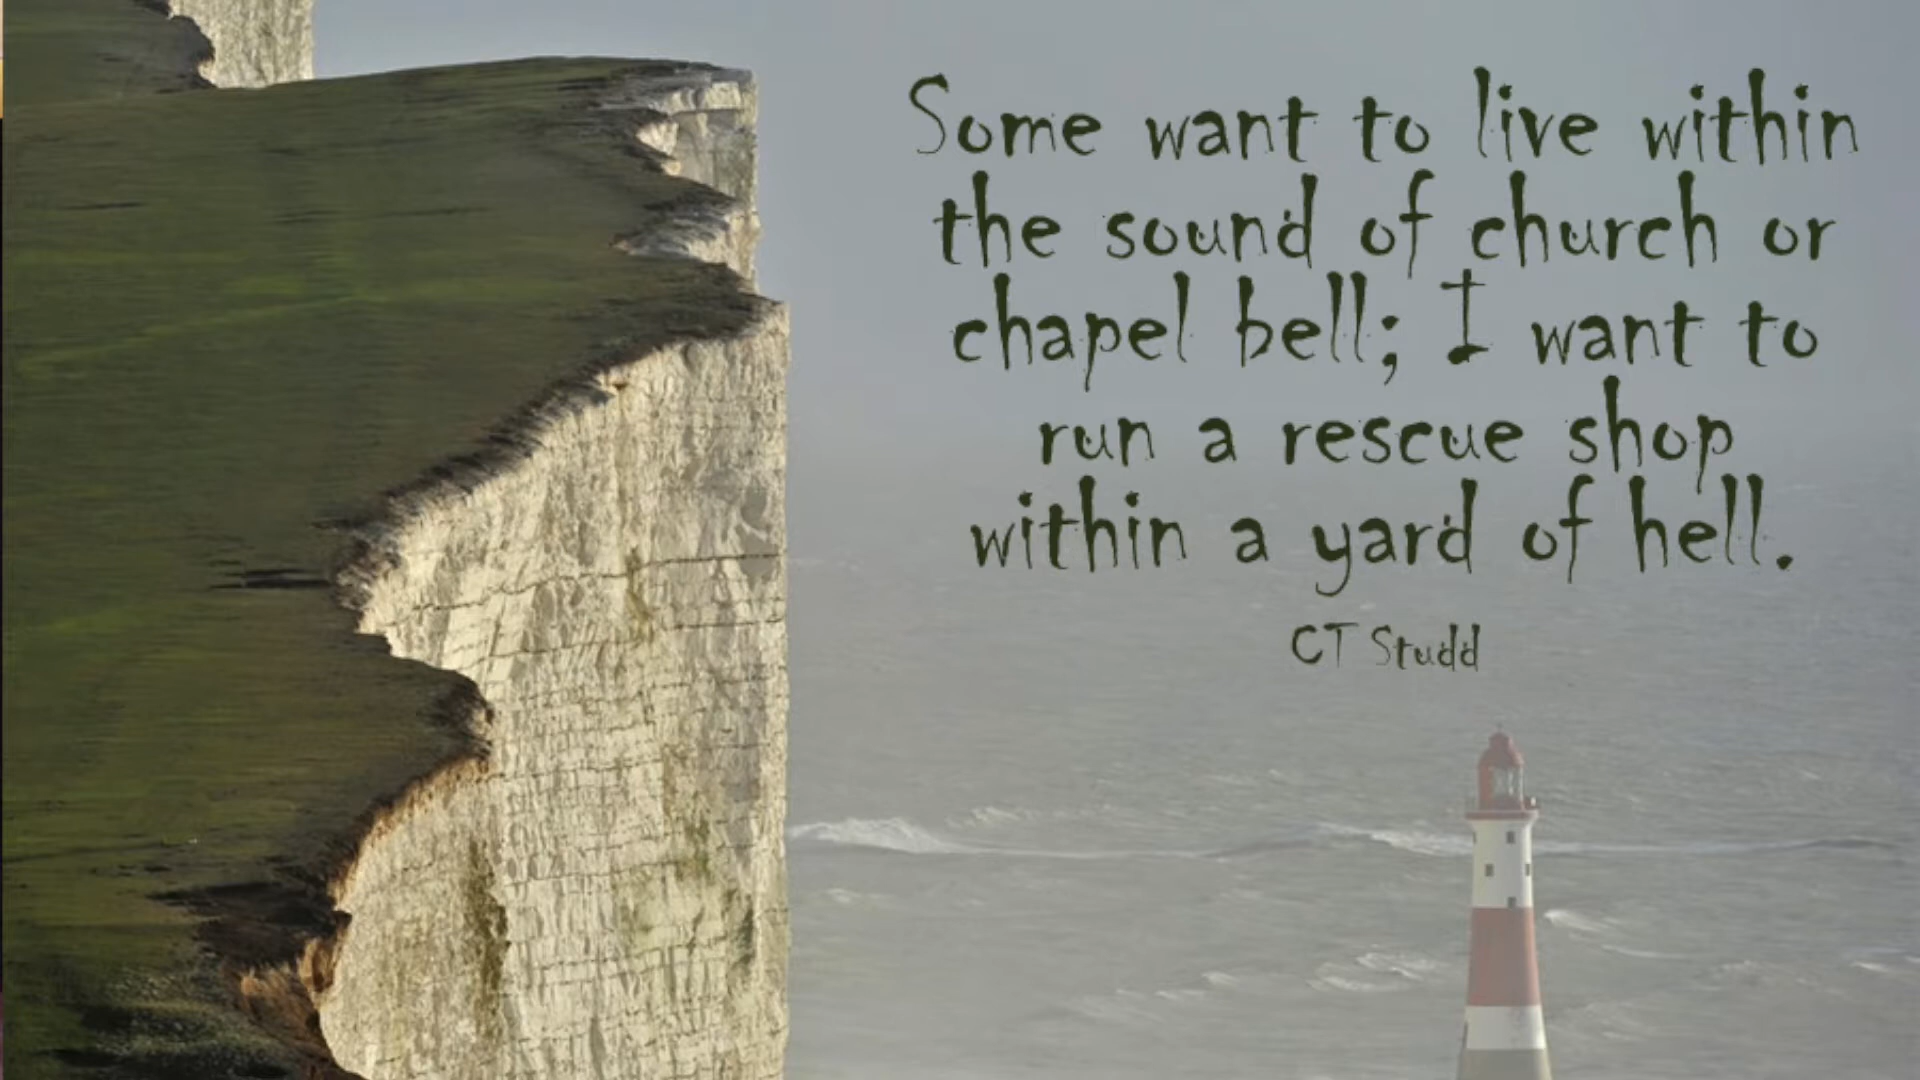 Some want to live within
the sound of church or
chapel bell; I want to
run a rescue shop
within a yard of hell.
CT Studd